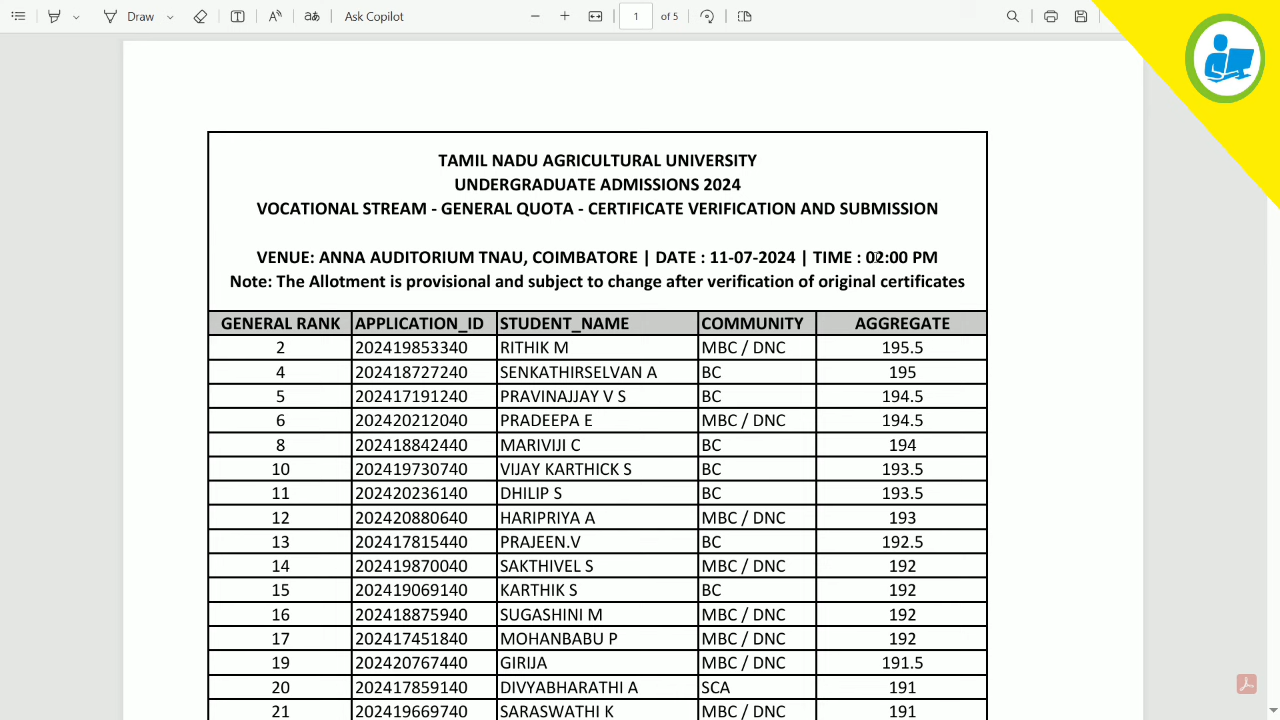 Draw
Ask Copilot
1 of 5
TAMIL NADU AGRICULTURAL UNIVERSITY
UNDERGRADUATE ADMISSIONS 2024
VOCATIONAL STREAM - GENERAL QUOTA - CERTIFICATE VERIFICATION AND SUBMISSION
VENUE: ANNA AUDITORIUM TNAU, COIMBATORE | DATE : 11-07-2024 | TIME : 02:00 PM
Note: The Allotment is provisional and subject to change after verification of original certificates
GENERAL RANK APPLICATION_ID STUDENT_NAME COMMUNITY AGGREGATE
2 202419853340 RITHIK M MBC / DNC 195.5
4 202418727240 SENKATHIRSELVAN A BC 195
5 202417191240 PRAVINAJJAY V S BC 194.5
6 202420212040 PRADEEPA E MBC / DNC 194.5
8 202418842440 MARIVIJI C BC 194
10 202419730740 VIJAY KARTHICK S BC 193.5
11 202420236140 DHILIP S BC 193.5
12 202420880640 HARIPRIYA A MBC / DNC 193
13 202417815440 PRAJEEN.V BC 192.5
14 202419870040 SAKTHIVEL S MBC / DNC 192
15 202419069140 KARTHIK S BC 192
16 202418875940 SUGASHINI M MBC / DNC 192
17 202417451840 MOHANBABU P MBC / DNC 192
19 202420767440 GIRIJA MBC / DNC 191.5
20 202417859140 DIVYABHARATHI A SCA 191
21 202419669740 SARASWATHI K MBC / DNC 191